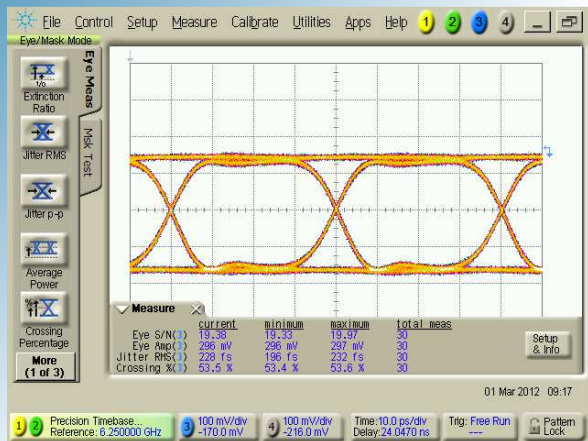 File Control Setup Measure Calibrate Utilities Apps Help 1 2 3 4
Eye/Mask Mode
Eye Meas
Msk Test
1/0
Extinction
Ratio
Jitter RMS
Jitter p-p
Average
Power
Crossing
Percentage
More
(1 of 3)
Measure
current minimum maximum total meas
Eye S/N(3) 19.38 19.33 19.97 30
Eye Amp(3) 296 mV 296 mV 297 mV 30
Jitter RMS(3) 228 fs 196 fs 232 fs 30
Crossing %(3) 53.5 % 53.4 % 53.6 % 30
Setup
& Info
01 Mar 2012 09:17
1 2 Precision Timebase...
Reference: 6.250000 GHz
3 100 mV/div
-170.0 mV
4 100 mV/div
-216.0 mV
Time:10.0 ps/div
Delay:24.0470 ns
Trig: Free Run
---
Pattern
Lock